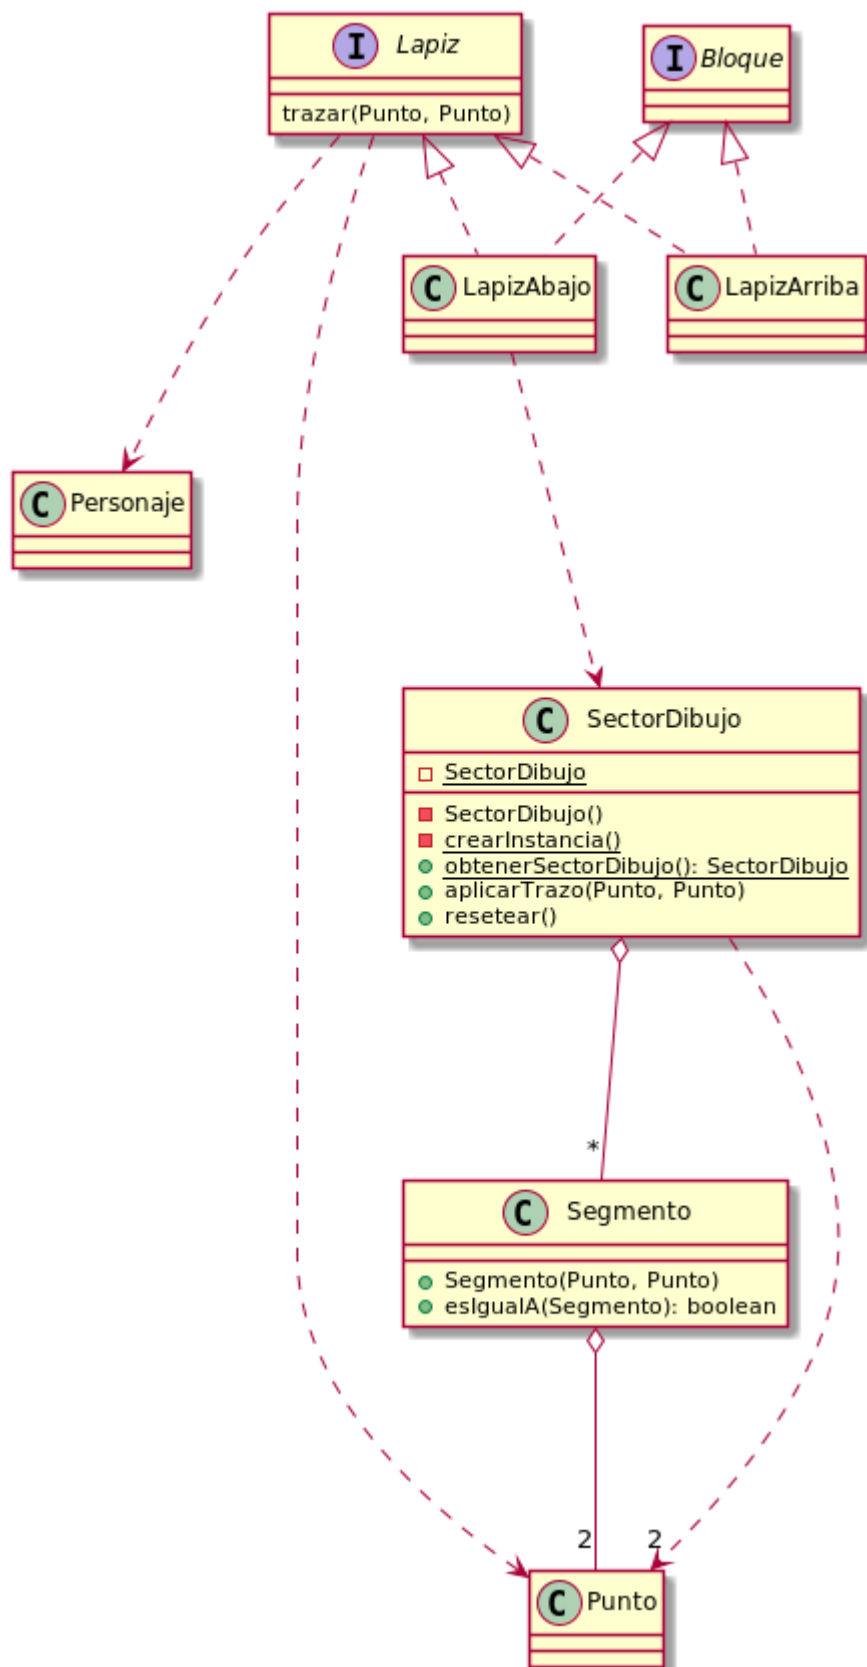 I Lapiz
trazar(Punto, Punto)
I Bloque
C LapizAbajo
C LapizArriba
C Personaje
C SectorDibujo
SectorDibujo
SectorDibujo()
crearInstancia()
obtenerSectorDibujo(): SectorDibujo
aplicarTrazo(Punto, Punto)
resetear()
*
C Segmento
Segmento(Punto, Punto)
esIgualA(Segmento): boolean
2
2
C Punto